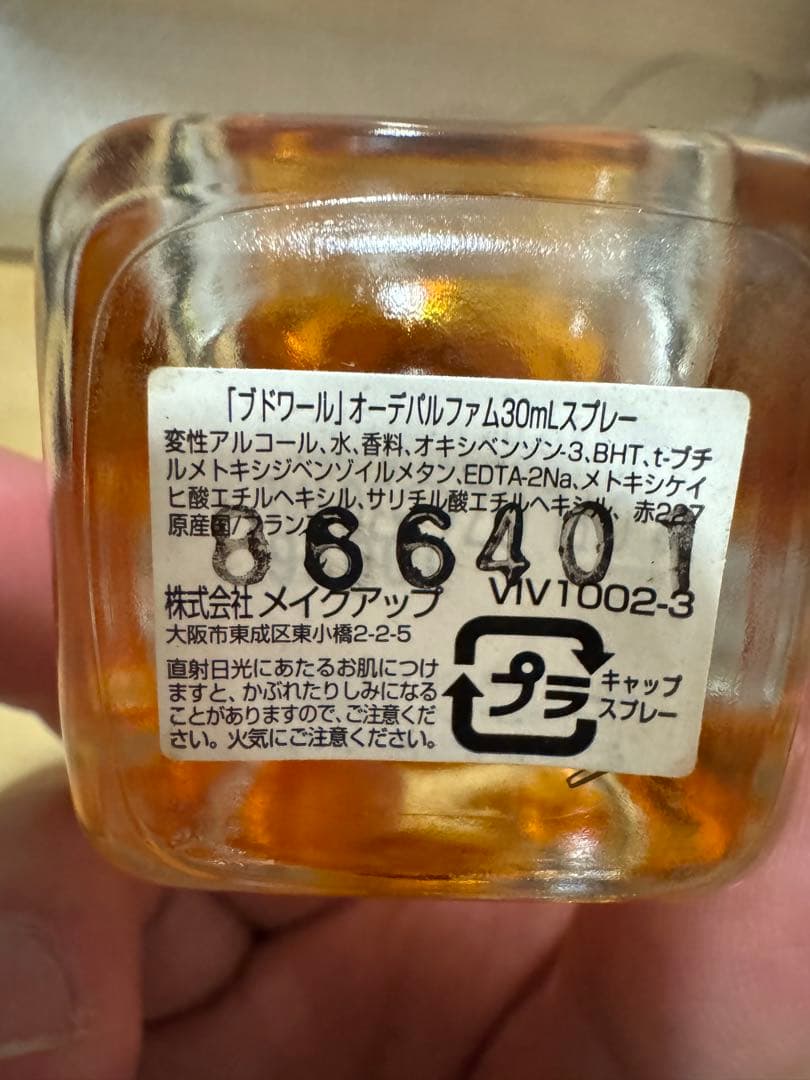 「ブドワール」オーデパルファム30mLスプレー
変性アルコール、水、香料、オキシベンゾン-3、BHT、t-ブチ
ルメトキシジベンゾイルメタン、EDTA-2Na、メトキシケイ
ヒ酸エチルヘキシル、サリチル酸エチルヘキシル、赤227
原産国/フランス
866401
株式会社 メイクアップ VIV1002-3
大阪市東成区東小橋2-2-5
直射日光にあたるお肌につけ
ますと、かぶれたりしみになる
ことがありますので、ご注意くだ
さい。火気にご注意ください。
プラ
キャップ
スプレー